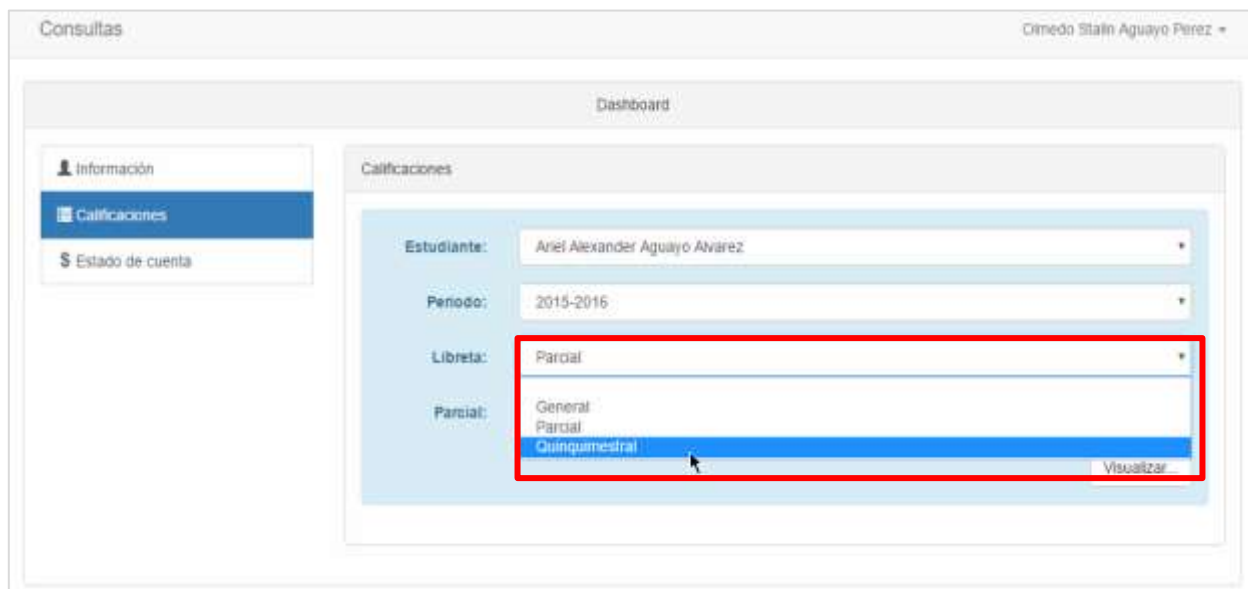 Consultas
Olmedo Stalin Aguayo Perez
Dashboard
Información
Calificaciones
$ Estado de cuenta
Calificaciones
Estudiante: Ariel Alexander Aguayo Alvarez
Periodo: 2015-2016
Libreta: Parcial
Parcial:
General
Parcial
Quinquimestral
Visualizar...